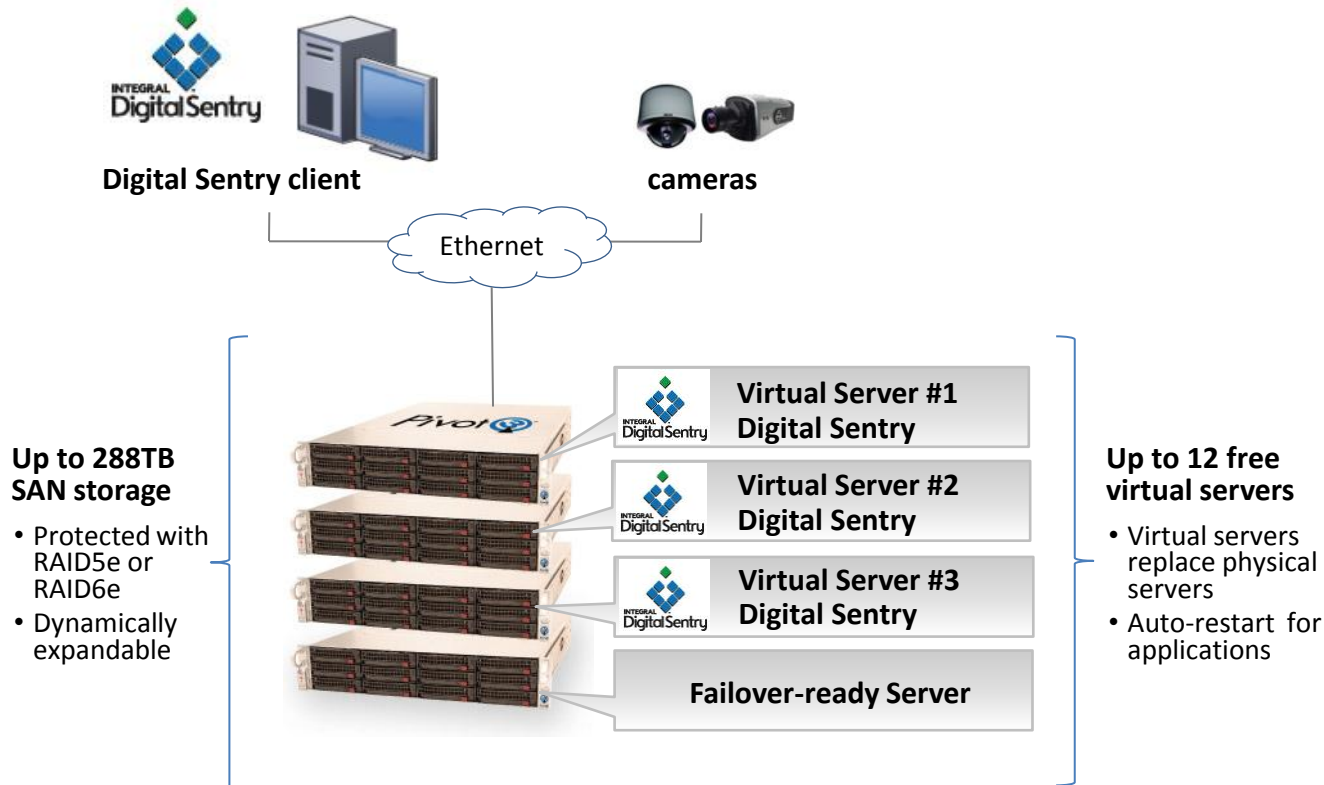 INTEGRAL
DigitalSentry
Digital Sentry client
cameras
Ethernet
Up to 288TB
SAN storage
• Protected with
RAID5e or
RAID6e
• Dynamically
expandable
Pivot3
INTEGRAL
DigitalSentry
Virtual Server #1
Digital Sentry
INTEGRAL
DigitalSentry
Virtual Server #2
Digital Sentry
INTEGRAL
DigitalSentry
Virtual Server #3
Digital Sentry
Failover-ready Server
Up to 12 free
virtual servers
• Virtual servers
replace physical
servers
• Auto-restart for
applications